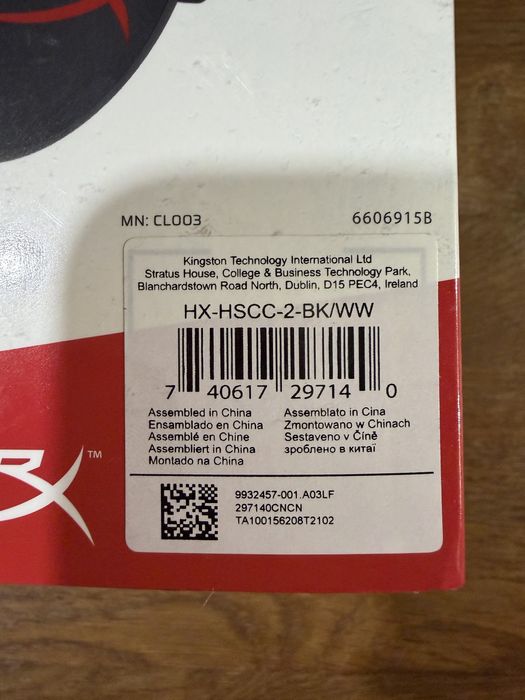 MN: CL003 6606915B
Kingston Technology International Ltd
Stratus House, College & Business Technology Park,
Blanchardstown Road North, Dublin, D15 PEC4, Ireland
HX-HSCC-2-BK/WW
7 40617 29714 0
Assembled in China Assemblato in Cina
Ensamblado en China Zmontowano w Chinach
Assemblé en Chine Sestaveno v Číně
Assembliert in China зроблено в китаї
Montado na China
9932457-001.A03LF
297140CNCN
TA100156208T2102
RX™